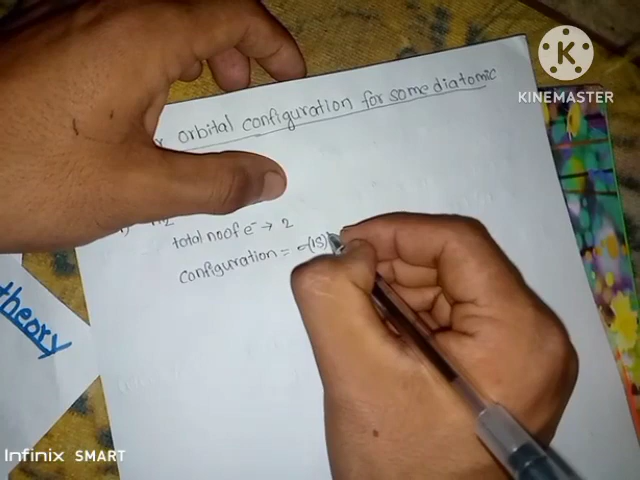 KINEMASTER
orbital configuration for some diatomic
total no of e⁻ → 2
configuration = σ(1s)
theory
Infinix SMART